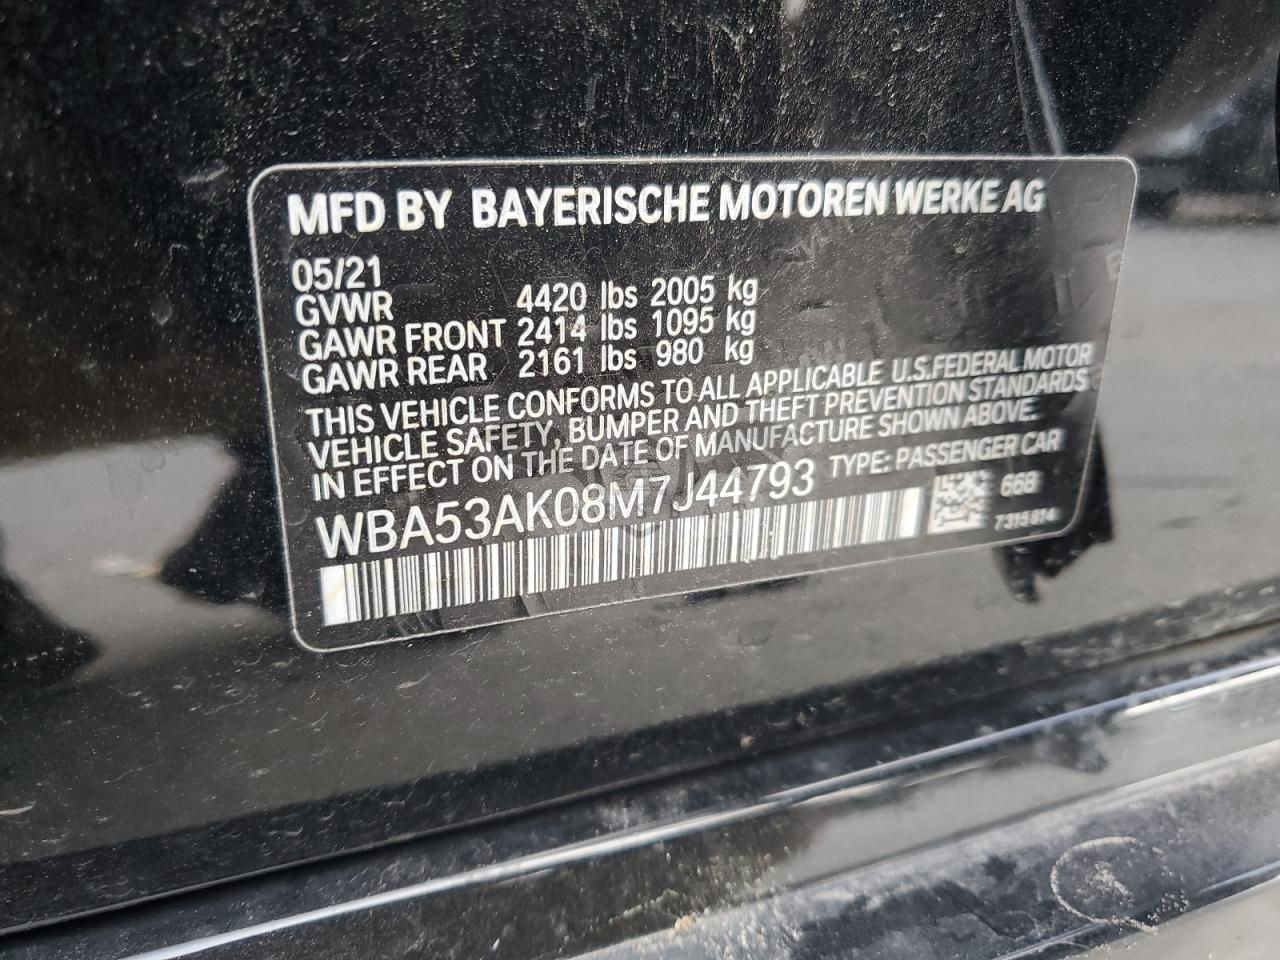 MFD BY BAYERISCHE MOTOREN WERKE AG
05/21
GVWR 4420 lbs 2005 kg
GAWR FRONT 2414 lbs 1095 kg
GAWR REAR 2161 lbs 980 kg
THIS VEHICLE CONFORMS TO ALL APPLICABLE U.S.FEDERAL MOTOR
VEHICLE SAFETY, BUMPER AND THEFT PREVENTION STANDARDS
IN EFFECT ON THE DATE OF MANUFACTURE SHOWN ABOVE.
WBA53AK08M7J44793 TYPE: PASSENGER CAR
668
7315814